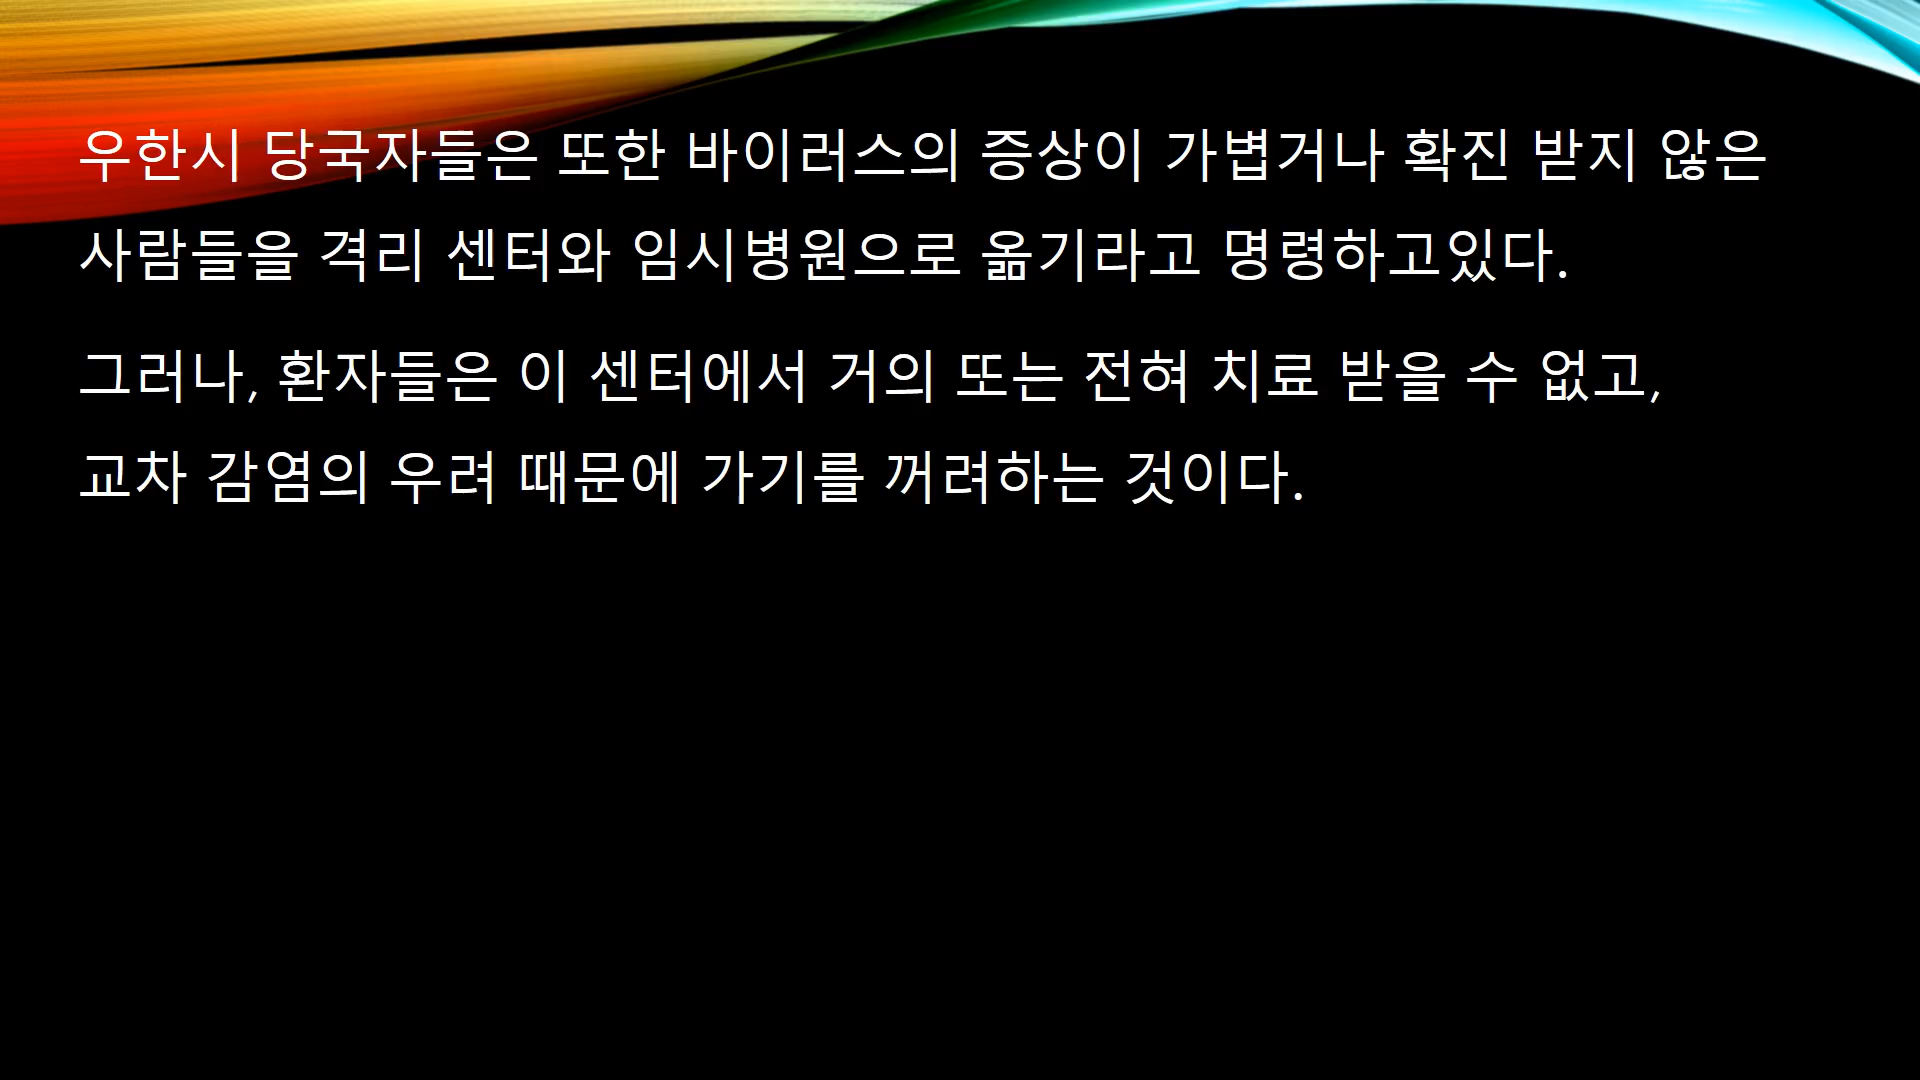 우한시 당국자들은 또한 바이러스의 증상이 가볍거나 확진 받지 않은
사람들을 격리 센터와 임시병원으로 옮기라고 명령하고있다.
그러나, 환자들은 이 센터에서 거의 또는 전혀 치료 받을 수 없고,
교차 감염의 우려 때문에 가기를 꺼려하는 것이다.